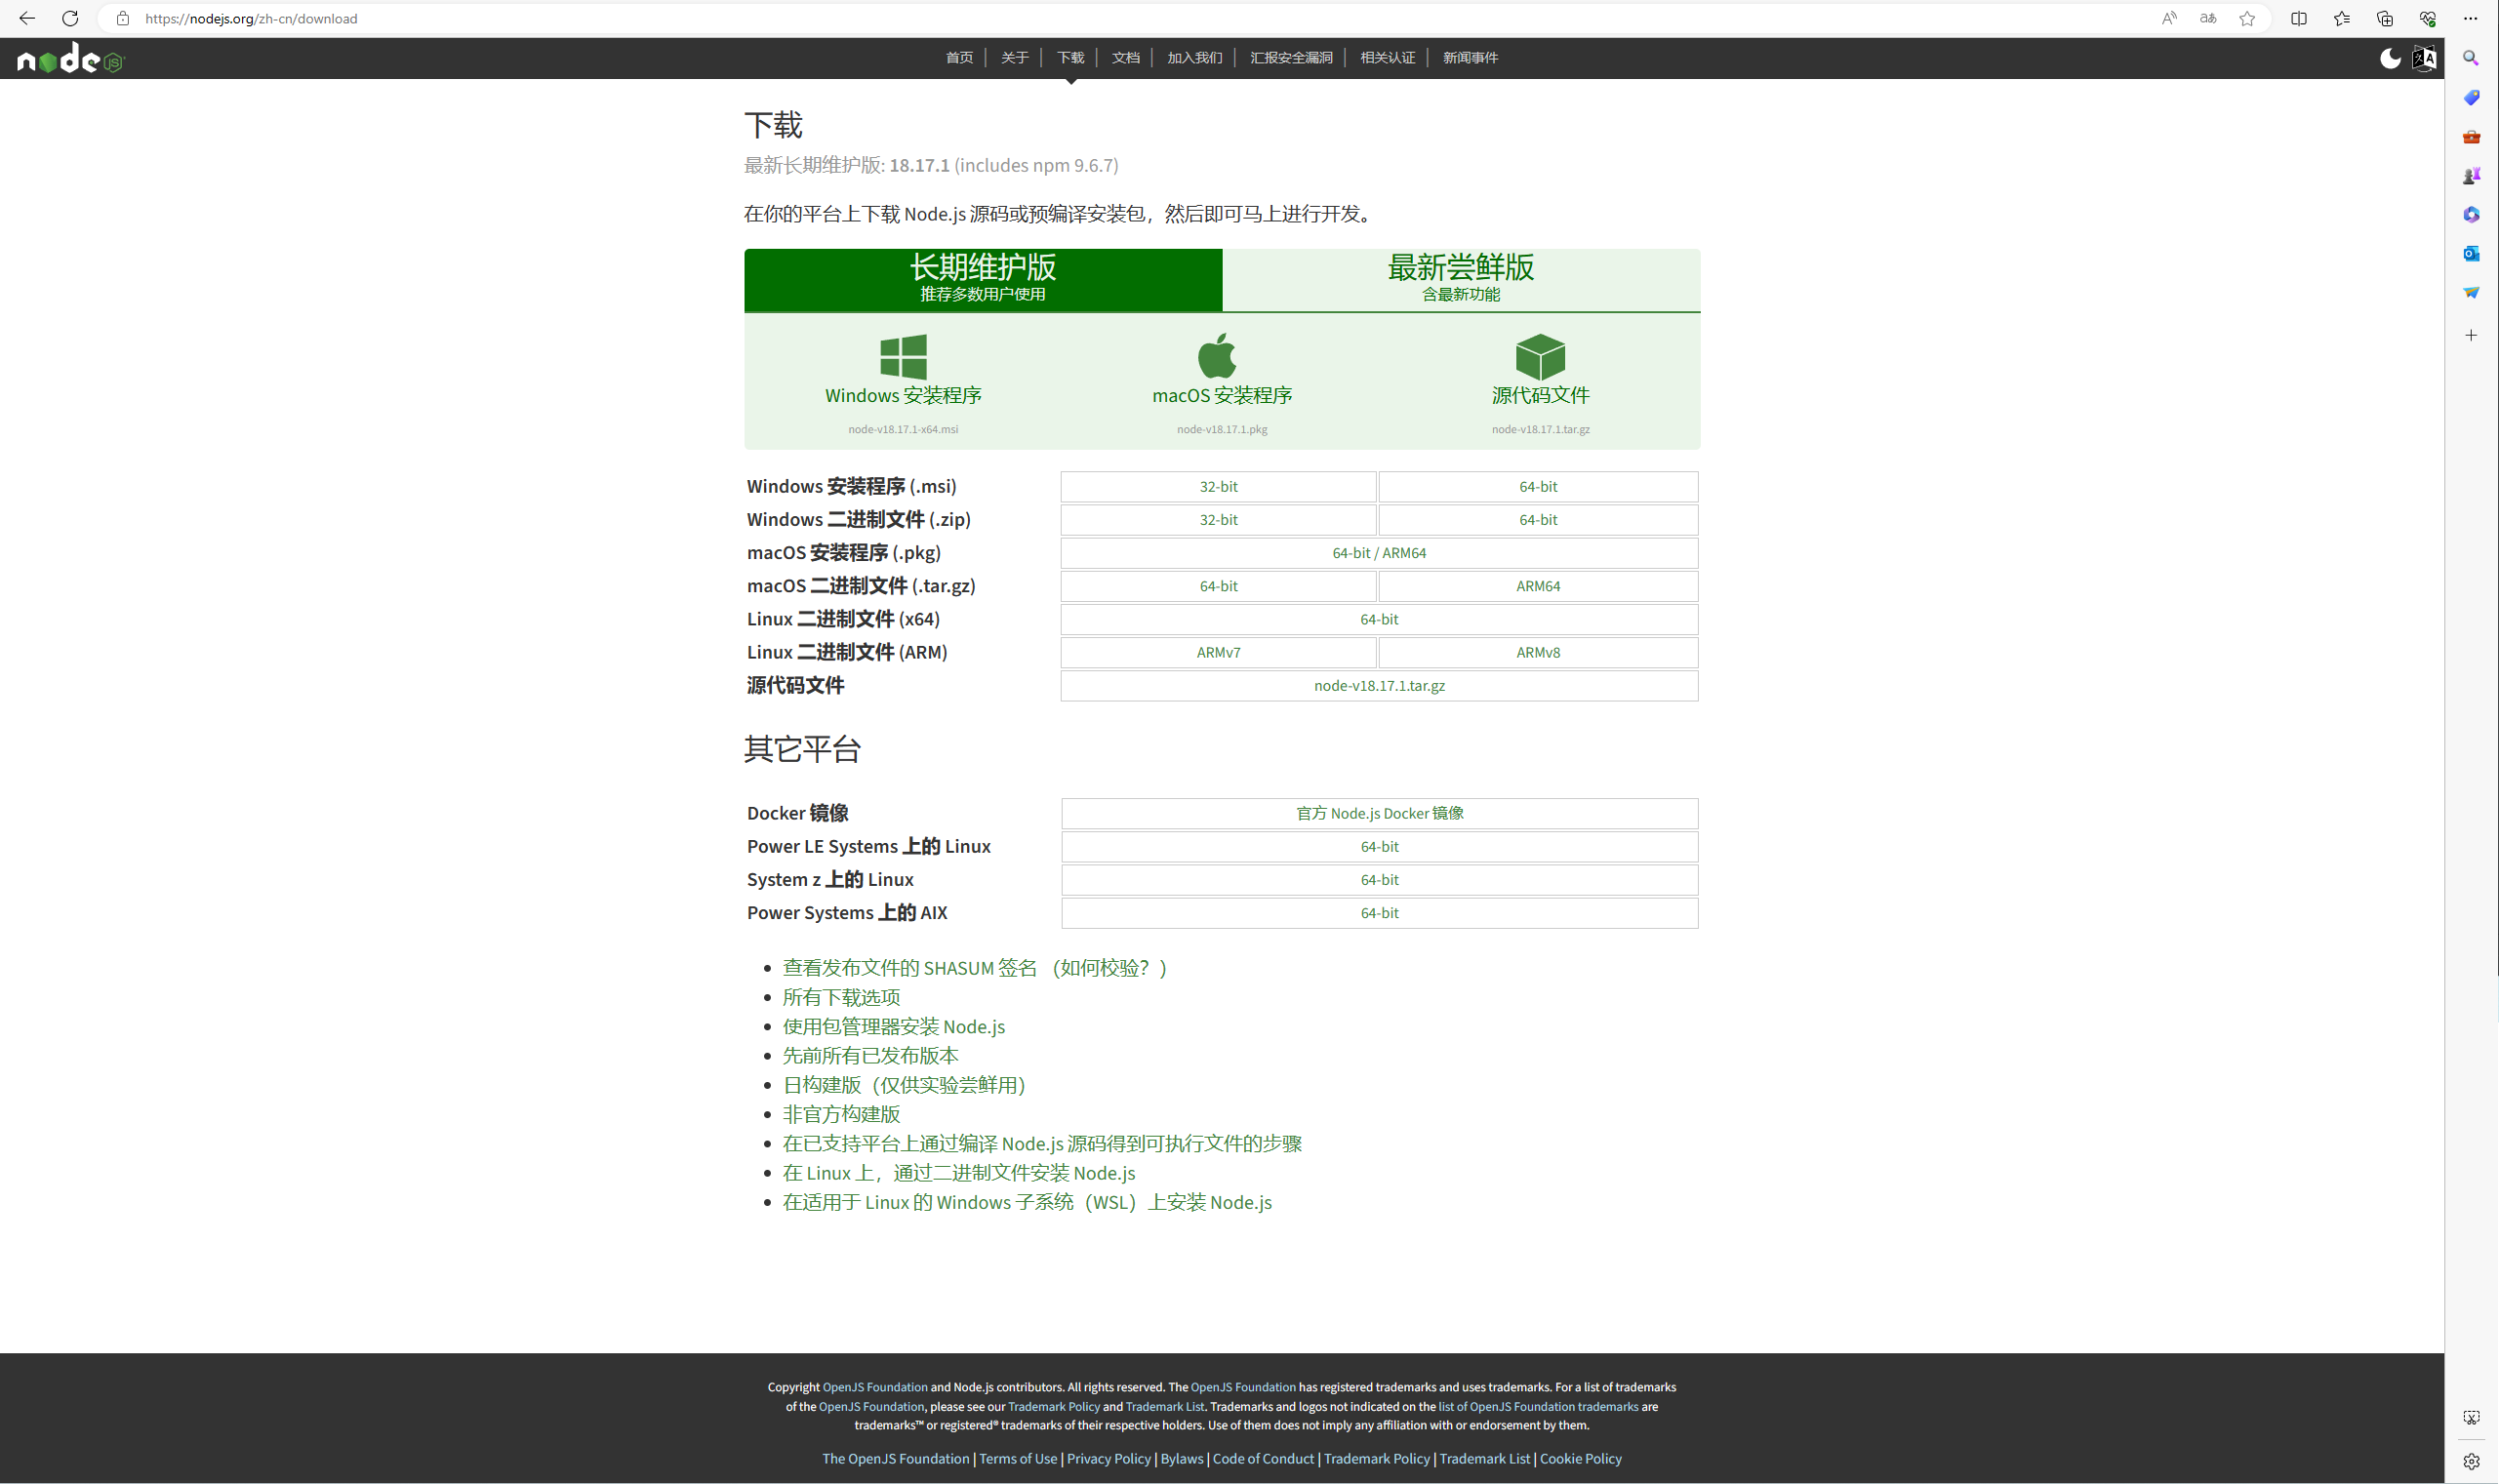 https://nodejs.org/zh-cn/download
node JS
首页 | 关于 | 下载 | 文档 | 加入我们 | 汇报安全漏洞 | 相关认证 | 新闻事件
下载
最新长期维护版: 18.17.1 (includes npm 9.6.7)
在你的平台上下载 Node.js 源码或预编译安装包，然后即可马上进行开发。
长期维护版
推荐多数用户使用
最新尝鲜版
含最新功能
Windows 安装程序
node-v18.17.1-x64.msi
macOS 安装程序
node-v18.17.1.pkg
源代码文件
node-v18.17.1.tar.gz
Windows 安装程序 (.msi) 32-bit 64-bit
Windows 二进制文件 (.zip) 32-bit 64-bit
macOS 安装程序 (.pkg) 64-bit / ARM64
macOS 二进制文件 (.tar.gz) 64-bit ARM64
Linux 二进制文件 (x64) 64-bit
Linux 二进制文件 (ARM) ARMv7 ARMv8
源代码文件 node-v18.17.1.tar.gz
其它平台
Docker 镜像 官方 Node.js Docker 镜像
Power LE Systems 上的 Linux 64-bit
System z 上的 Linux 64-bit
Power Systems 上的 AIX 64-bit
查看发布文件的 SHASUM 签名 （如何校验？）
所有下载选项
使用包管理器安装 Node.js
先前所有已发布版本
日构建版（仅供实验尝鲜用）
非官方构建版
在已支持平台上通过编译 Node.js 源码得到可执行文件的步骤
在 Linux 上，通过二进制文件安装 Node.js
在适用于 Linux 的 Windows 子系统（WSL）上安装 Node.js
Copyright OpenJS Foundation and Node.js contributors. All rights reserved. The OpenJS Foundation has registered trademarks and uses trademarks. For a list of trademarks
of the OpenJS Foundation, please see our Trademark Policy and Trademark List. Trademarks and logos not indicated on the list of OpenJS Foundation trademarks are
trademarks™ or registered® trademarks of their respective holders. Use of them does not imply any affiliation with or endorsement by them.
The OpenJS Foundation | Terms of Use | Privacy Policy | Bylaws | Code of Conduct | Trademark Policy | Trademark List | Cookie Policy